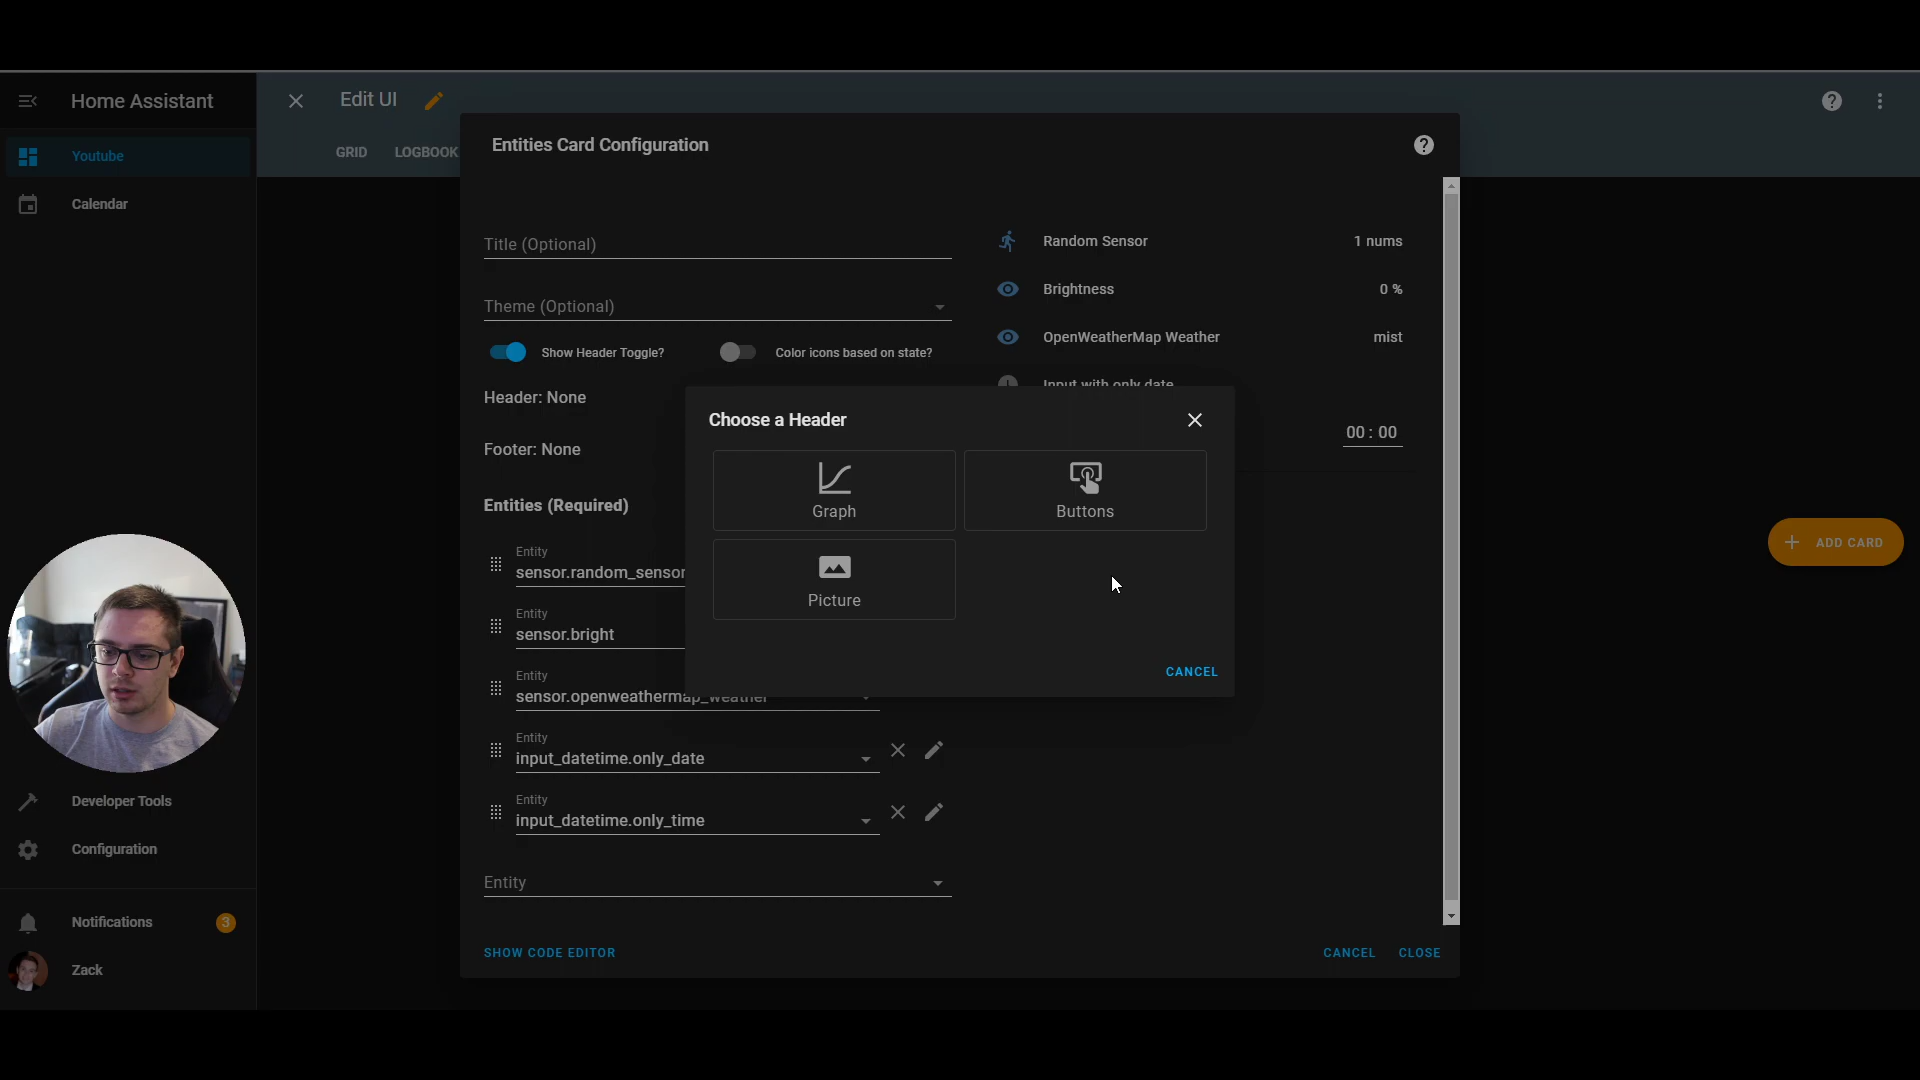 Home Assistant
Edit UI
GRID
LOGBOOK
Youtube
Calendar
Entities Card Configuration
Title (Optional)
Theme (Optional)
Show Header Toggle?
Color icons based on state?
Header: None
Footer: None
Entities (Required)
Entity
sensor.random_sensor
Entity
sensor.bright
Entity
sensor.openweathermap_weather
Entity
input_datetime.only_date
Entity
input_datetime.only_time
Entity
SHOW CODE EDITOR
CANCEL
CLOSE
Random Sensor
1 nums
Brightness
0 %
OpenWeatherMap Weather
mist
Input with only date
00 : 00
Choose a Header
Graph
Buttons
Picture
CANCEL
ADD CARD
Developer Tools
Configuration
Notifications
3
Zack